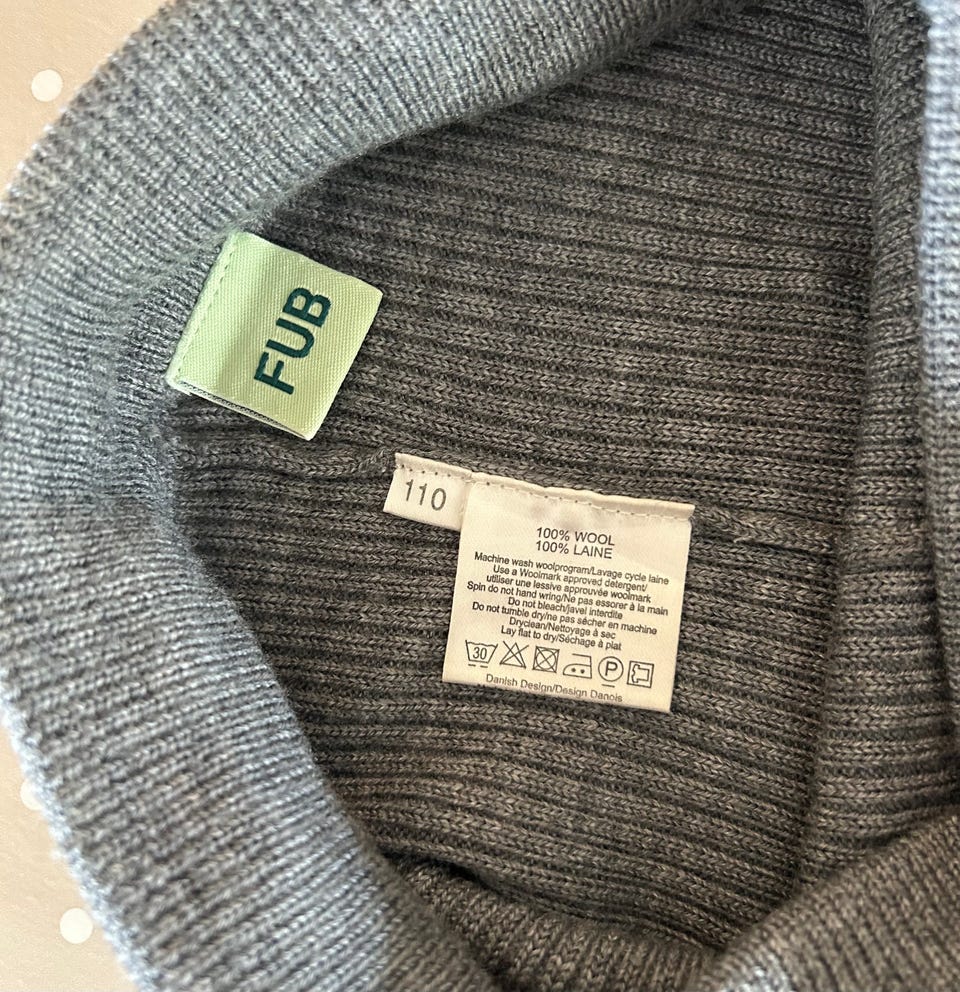 FUB
110
100% WOOL
100% LAINE
Machine wash woolprogram/Lavage cycle laine
Use a Woolmark approved detergent/
utiliser une lessive approuvée woolmark
Spin do not hand wring/Ne pas essorer à la main
Do not bleach/javel interdite
Do not tumble dry/ne pas sécher en machine
Dryclean/Nettoyage à sec
Lay flat to dry/Séchage à plat
30 P
Danish Design/Design Danois